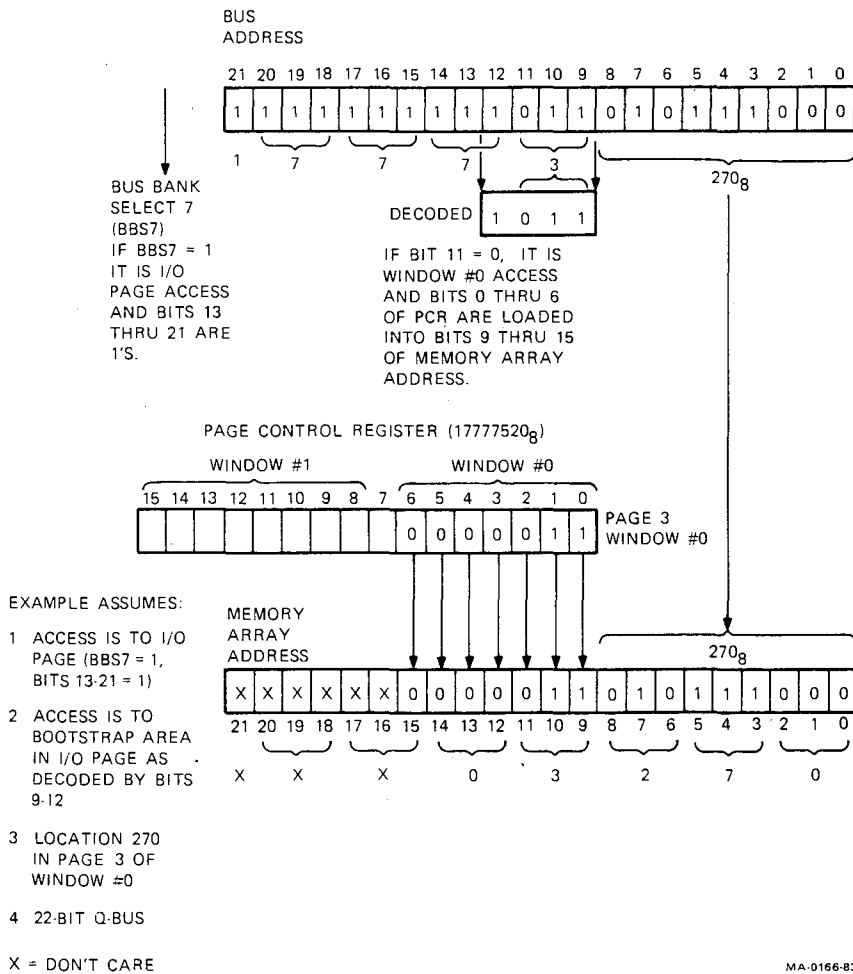 BUS
ADDRESS
21 20 19 18 17 16 15 14 13 12 11 10 9 8 7 6 5 4 3 2 1 0
1 1 1 1 1 1 1 1 1 1 0 1 1 0 1 0 1 1 1 0 0 0
1 7 7 7 3 270₈
BUS BANK
SELECT 7
(BBS7)
IF BBS7 = 1
IT IS I/O
PAGE ACCESS
AND BITS 13
THRU 21 ARE
1'S.
DECODED 1 0 1 1
IF BIT 11 = 0, IT IS
WINDOW #0 ACCESS
AND BITS 0 THRU 6
OF PCR ARE LOADED
INTO BITS 9 THRU 15
OF MEMORY ARRAY
ADDRESS.
PAGE CONTROL REGISTER (17777520₈)
WINDOW #1 WINDOW #0
15 14 13 12 11 10 9 8 7 6 5 4 3 2 1 0
0 0 0 0 0 1 1
PAGE 3
WINDOW #0
EXAMPLE ASSUMES:
1 ACCESS IS TO I/O
PAGE (BBS7 = 1,
BITS 13-21 = 1)
2 ACCESS IS TO
BOOTSTRAP AREA
IN I/O PAGE AS
DECODED BY BITS
9-12
3 LOCATION 270
IN PAGE 3 OF
WINDOW #0
4 22-BIT Q-BUS
X = DON'T CARE
MEMORY
ARRAY
ADDRESS
270₈
X X X X X X 0 0 0 0 0 1 1 0 1 0 1 1 1 0 0 0
21 20 19 18 17 16 15 14 13 12 11 10 9 8 7 6 5 4 3 2 1 0
X X X 0 3 2 7 0
MA-0166-83